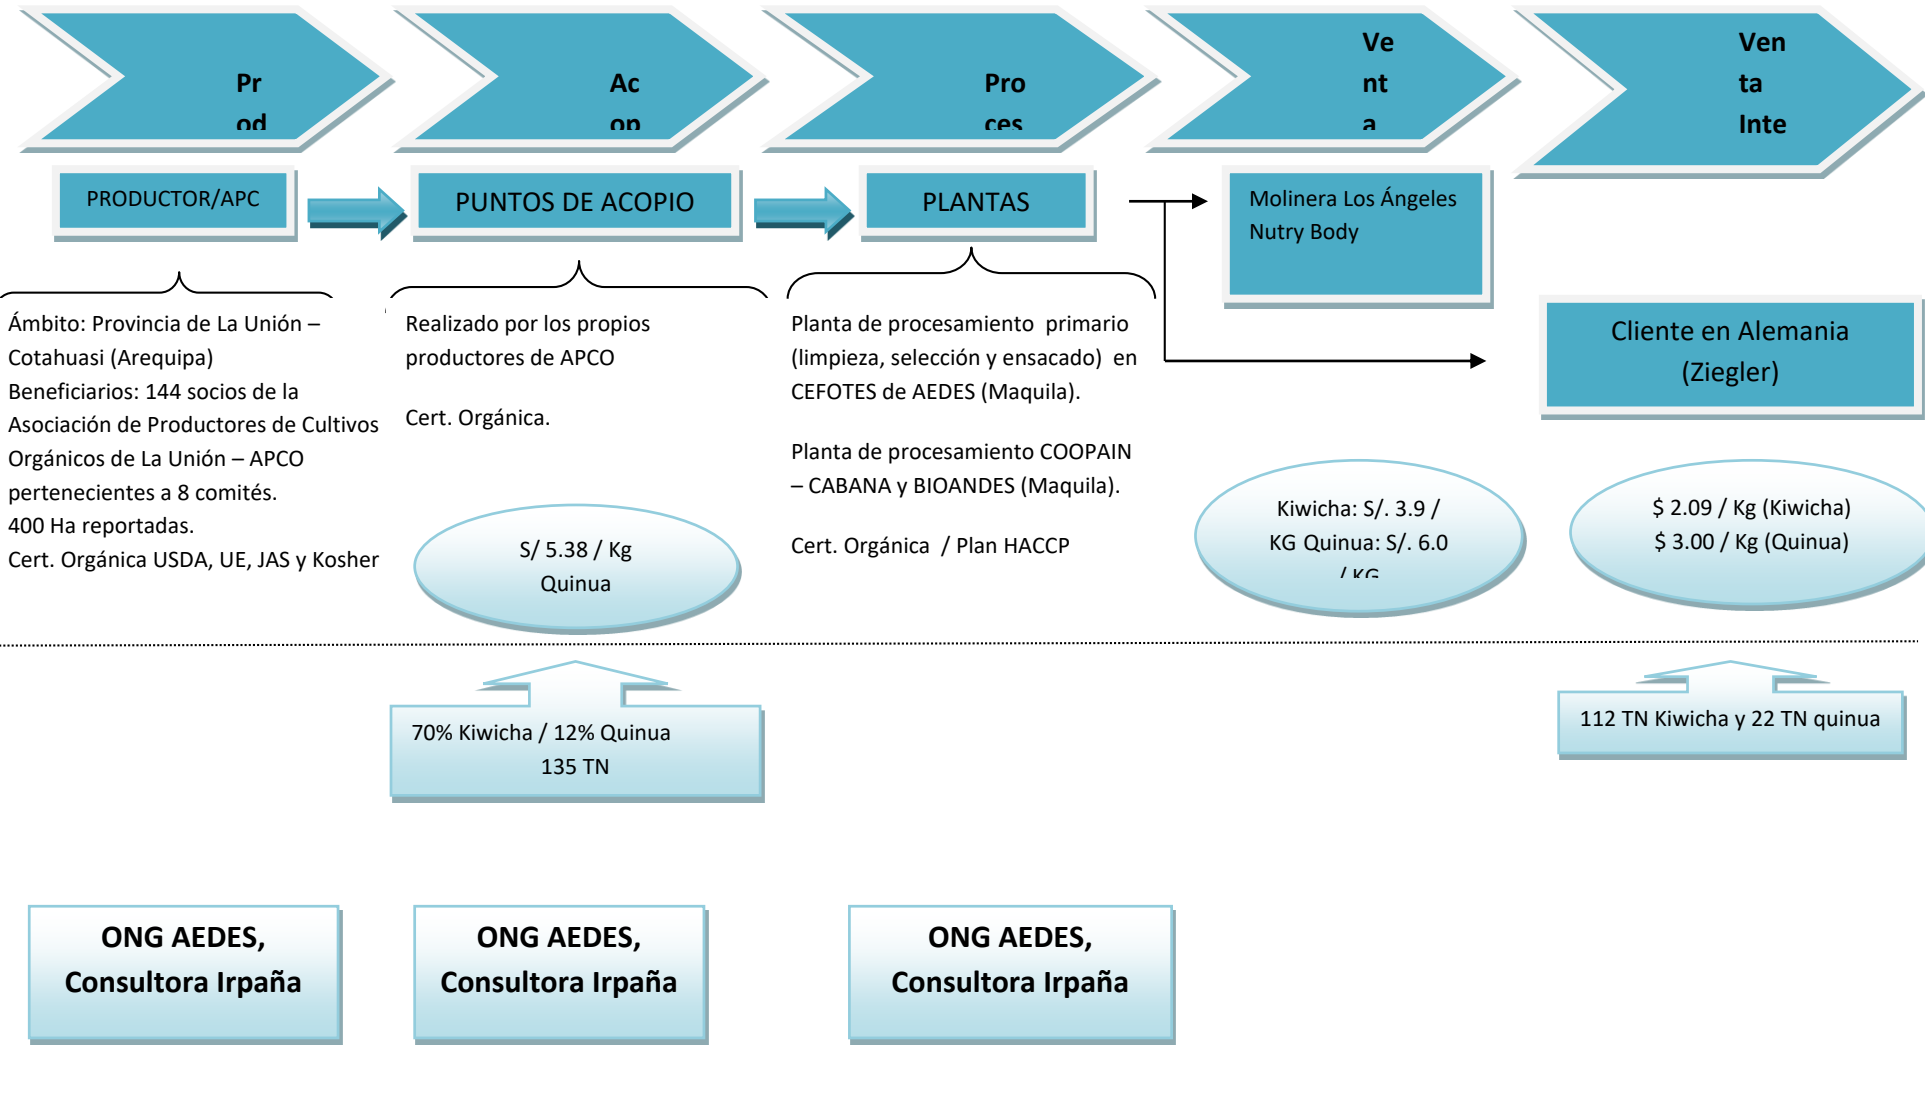 Pr
od
Ac
op
Pro
ces
Ve
nt
a
Ven
ta
Inte
PRODUCTOR/APC
PUNTOS DE ACOPIO
PLANTAS
Molinera Los Ángeles
Nutry Body
Cliente en Alemania
(Ziegler)
Ámbito: Provincia de La Unión –
Cotahuasi (Arequipa)
Beneficiarios: 144 socios de la
Asociación de Productores de Cultivos
Orgánicos de La Unión – APCO
pertenecientes a 8 comités.
400 Ha reportadas.
Cert. Orgánica USDA, UE, JAS y Kosher
Realizado por los propios
productores de APCO
Cert. Orgánica.
S/ 5.38 / Kg
Quinua
Planta de procesamiento  primario
(limpieza, selección y ensacado)  en
CEFOTES de AEDES (Maquila).
Planta de procesamiento COOPAIN
– CABANA y BIOANDES (Maquila).
Cert. Orgánica  / Plan HACCP
Kiwicha: S/. 3.9 /
KG Quinua: S/. 6.0
/ KG
$ 2.09 / Kg (Kiwicha)
$ 3.00 / Kg (Quinua)
70% Kiwicha / 12% Quinua
135 TN
112 TN Kiwicha y 22 TN quinua
ONG AEDES,
Consultora Irpaña
ONG AEDES,
Consultora Irpaña
ONG AEDES,
Consultora Irpaña